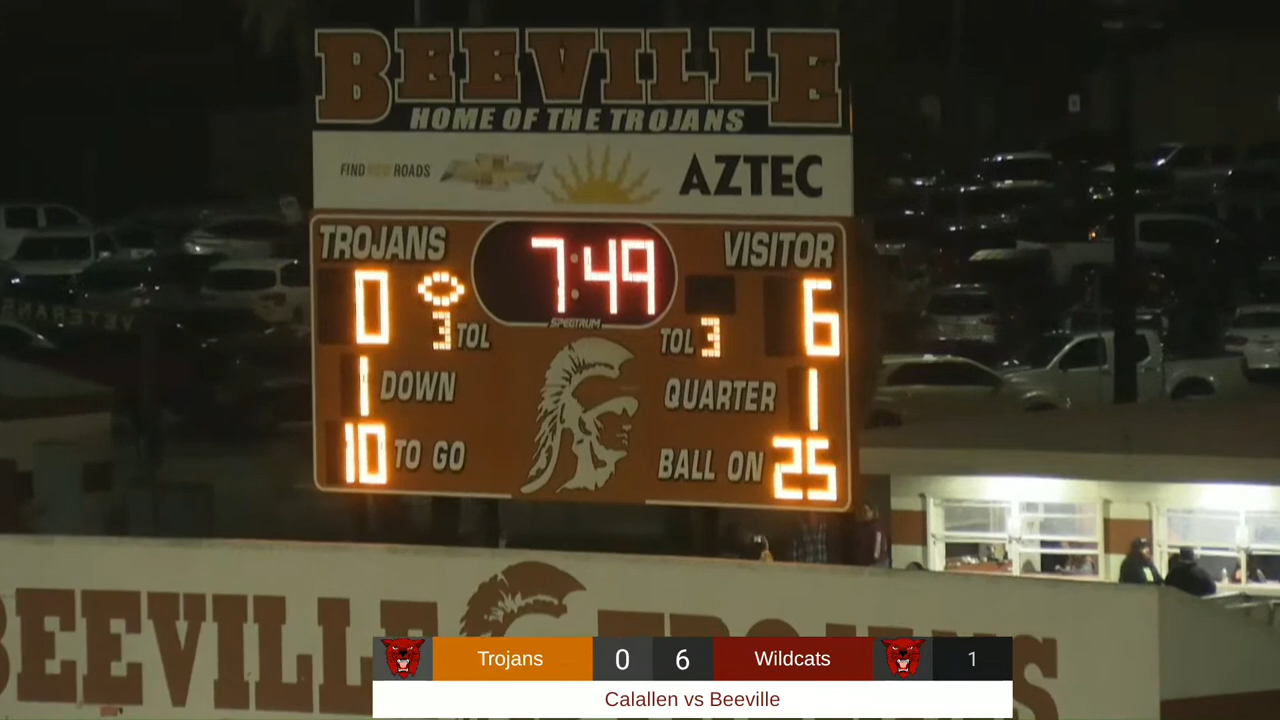 BEEVILLE
HOME OF THE TROJANS
FIND NEW ROADS
AZTEC
TROJANS 7:49 VISITOR
0 6
3 TOL SPECTRUM TOL 3
1 DOWN QUARTER 1
10 TO GO BALL ON 25
VETERANS
BEEVILLE TROJANS
Trojans 0 6 Wildcats 1
Calallen vs Beeville